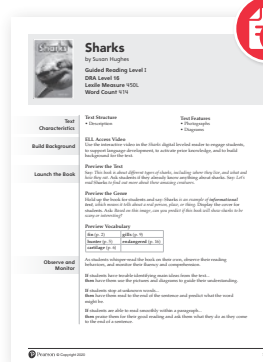 Sharks
Sharks
by Susan Hughes
Guided Reading Level I
DRA Level 16
Lexile Measure 450L
Word Count 414
Text Characteristics
Text Structure
• Description
Text Features
• Photographs
• Diagrams
Build Background
ELL Access Video
Use the interactive video in the Sharks digital leveled reader to engage students,
to support language development, to activate prior knowledge, and to build
background for the text.
Launch the Book
Preview the Text
Say: This book is about different types of sharks, including where they live, and what and
how they eat. Ask students if they already know anything about sharks. Say: Let's
read Sharks to find out more about these amazing creatures.
Preview the Genre
Hold up the book for students and say: Sharks is an example of informational
text, which means it tells about a real person, place, or thing. Display the cover for
students. Ask: Based on this image, can you predict if this book will show sharks to be
scary or interesting?
Preview Vocabulary
fin (p. 2)
gills (p. 9)
hunter (p. 5)
endangered (p. 16)
cartilage (p. 6)
Observe and
Monitor
As students whisper-read the book on their own, observe their reading
behaviors, and monitor their fluency and comprehension.
If students have trouble identifying main ideas from the text...
then have them use the pictures and diagrams to guide their understanding.
If students stop at unknown words...
then have them read to the end of the sentence and predict what the word
might be.
If students are able to read smoothly within a paragraph...
then praise them for their good reading and ask them what they do as they come
to the end of a sentence.
Pearson © Copyright 2020